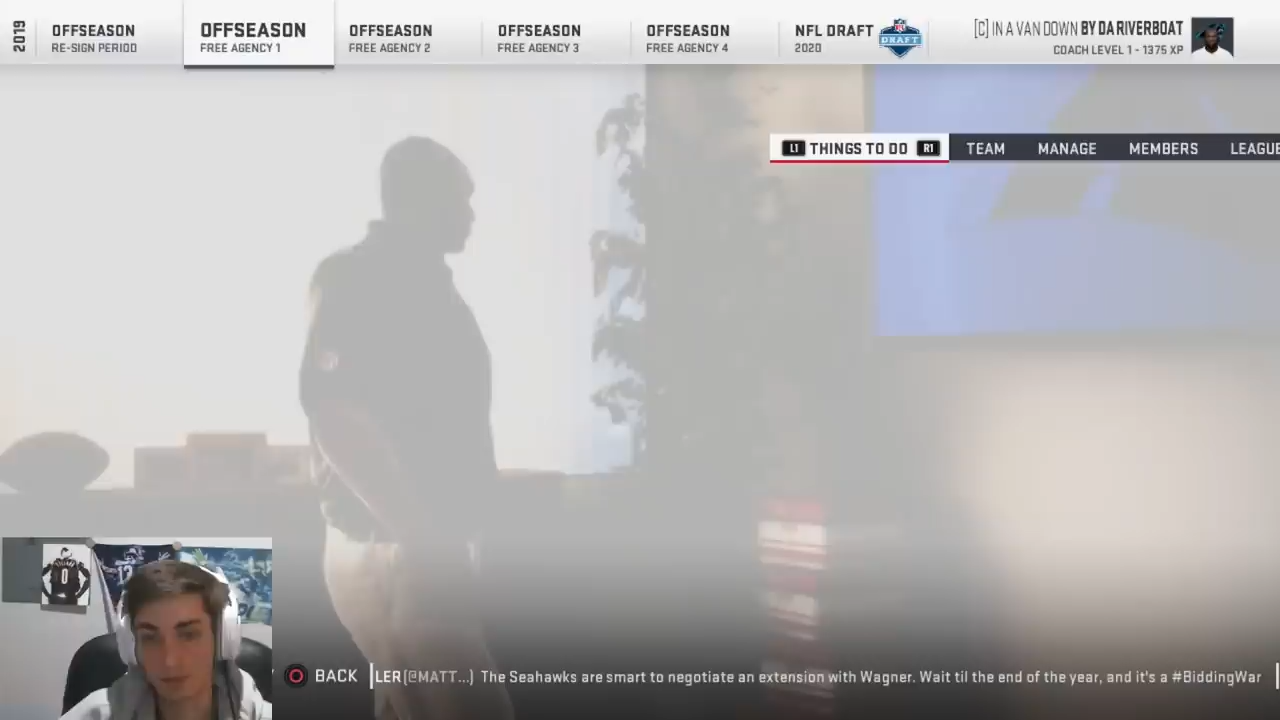 2019
OFFSEASON
RE-SIGN PERIOD
OFFSEASON
FREE AGENCY 1
OFFSEASON
FREE AGENCY 2
OFFSEASON
FREE AGENCY 3
OFFSEASON
FREE AGENCY 4
NFL DRAFT
2020
DRAFT
[C] IN A VAN DOWN BY DA RIVERBOAT
COACH LEVEL 1 - 1375 XP
L1 THINGS TO DO R1
TEAM
MANAGE
MEMBERS
LEAGUE
0
12
BACK
LER (@MATT...) The Seahawks are smart to negotiate an extension with Wagner. Wait til the end of the year, and it's a #BiddingWar